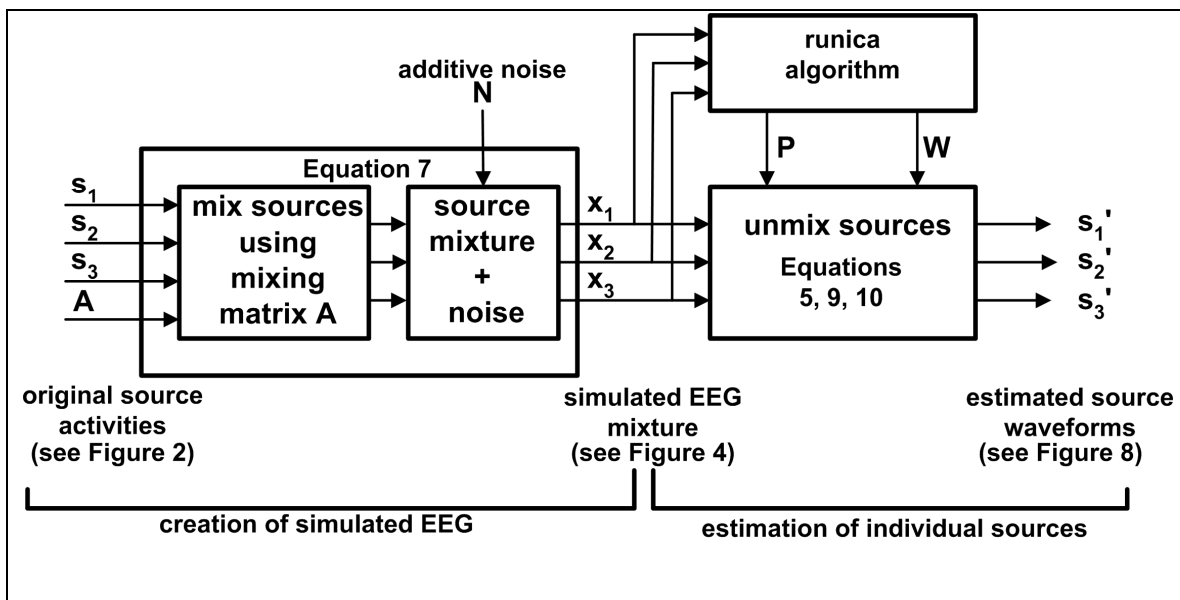 runica
algorithm
additive noise
N
P
W
Equation 7
s1
s2
s3
A
mix sources
using
mixing
matrix A
source
mixture
+
noise
x1
x2
x3
unmix sources
Equations
5, 9, 10
s1'
s2'
s3'
original source
activities
(see Figure 2)
simulated EEG
mixture
(see Figure 4)
estimated source
waveforms
(see Figure 8)
creation of simulated EEG
estimation of individual sources